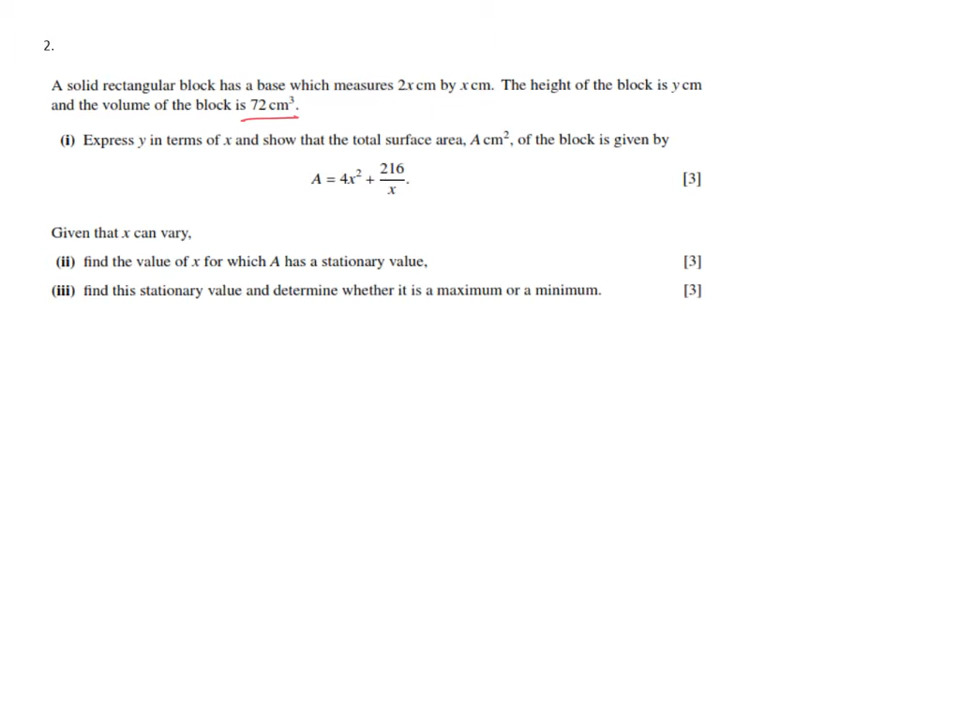 2.
A solid rectangular block has a base which measures 2x cm by x cm. The height of the block is y cm
and the volume of the block is 72 cm³.
(i) Express y in terms of x and show that the total surface area, A cm², of the block is given by
A = 4x² + 216/x. [3]
Given that x can vary,
(ii) find the value of x for which A has a stationary value, [3]
(iii) find this stationary value and determine whether it is a maximum or a minimum. [3]